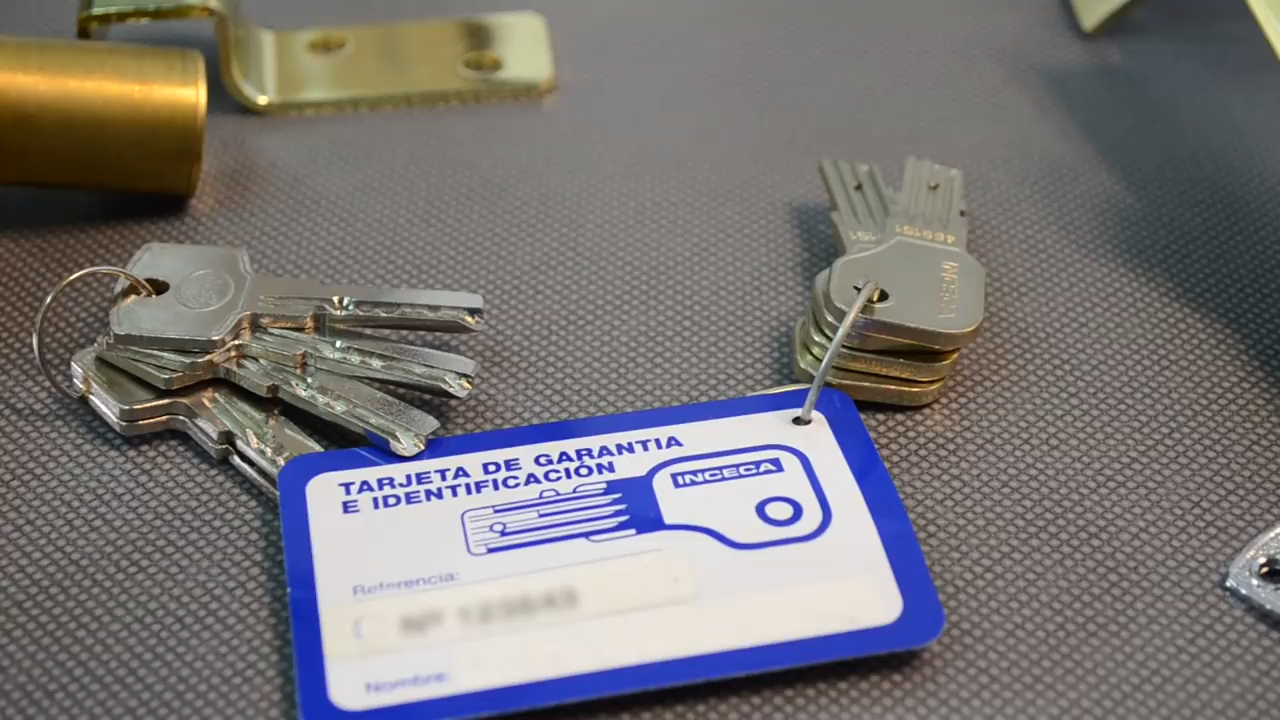 INCECA
TARJETA DE GARANTIA
E IDENTIFICACIÓN
INCECA
Referencia:
Nombre: